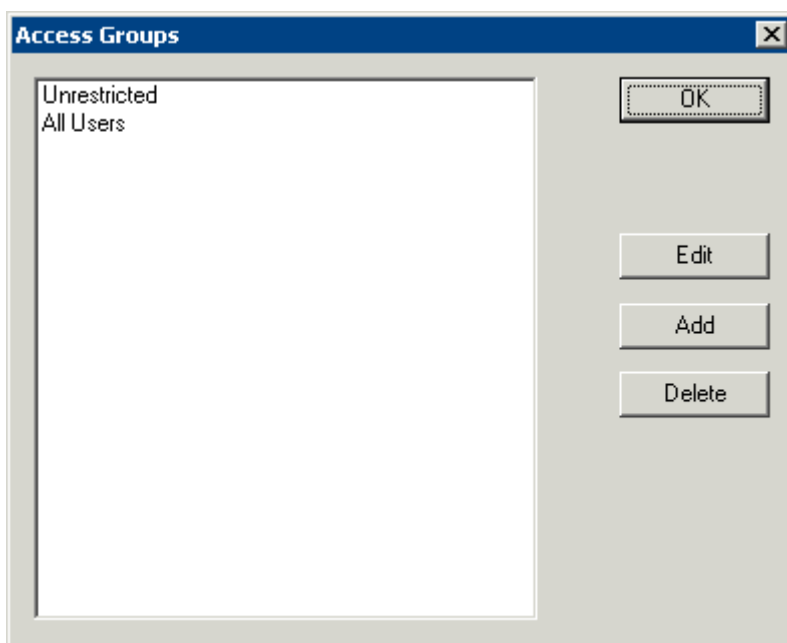 Access Groups
Unrestricted
All Users
OK
Edit
Add
Delete